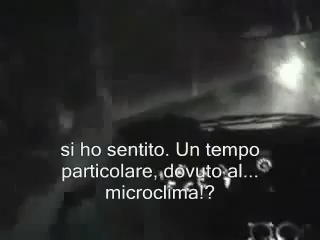 si ho sentito. Un tempo
particolare, dovuto al...
microclima!?